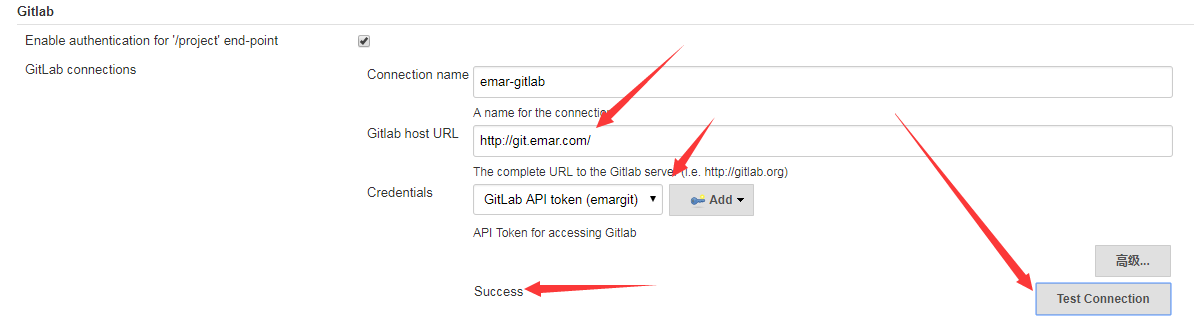 Gitlab
Enable authentication for '/project' end-point
GitLab connections
Connection name
emar-gitlab
A name for the connection
Gitlab host URL
http://git.emar.com/
The complete URL to the Gitlab server (i.e. http://gitlab.org)
Credentials
GitLab API token (emargit)
Add
API Token for accessing Gitlab
高级...
Success
Test Connection